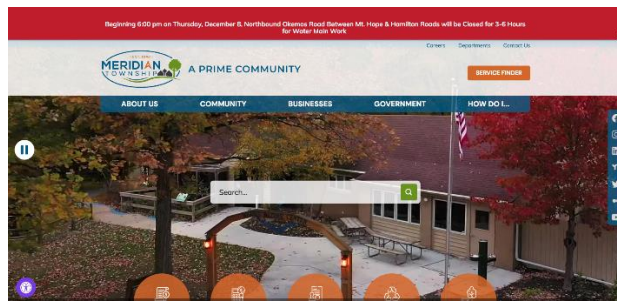 Beginning 6:00 pm on Thursday, December 8, Northbound Okemos Road Between Mt. Hope & Hamilton Roads will be Closed for 3-6 Hours
for Water Main Work
Careers Departments Contact Us
MERIDIAN
TOWNSHIP
A PRIME COMMUNITY
SERVICE FINDER
ABOUT US COMMUNITY BUSINESSES GOVERNMENT HOW DO I...
Search...